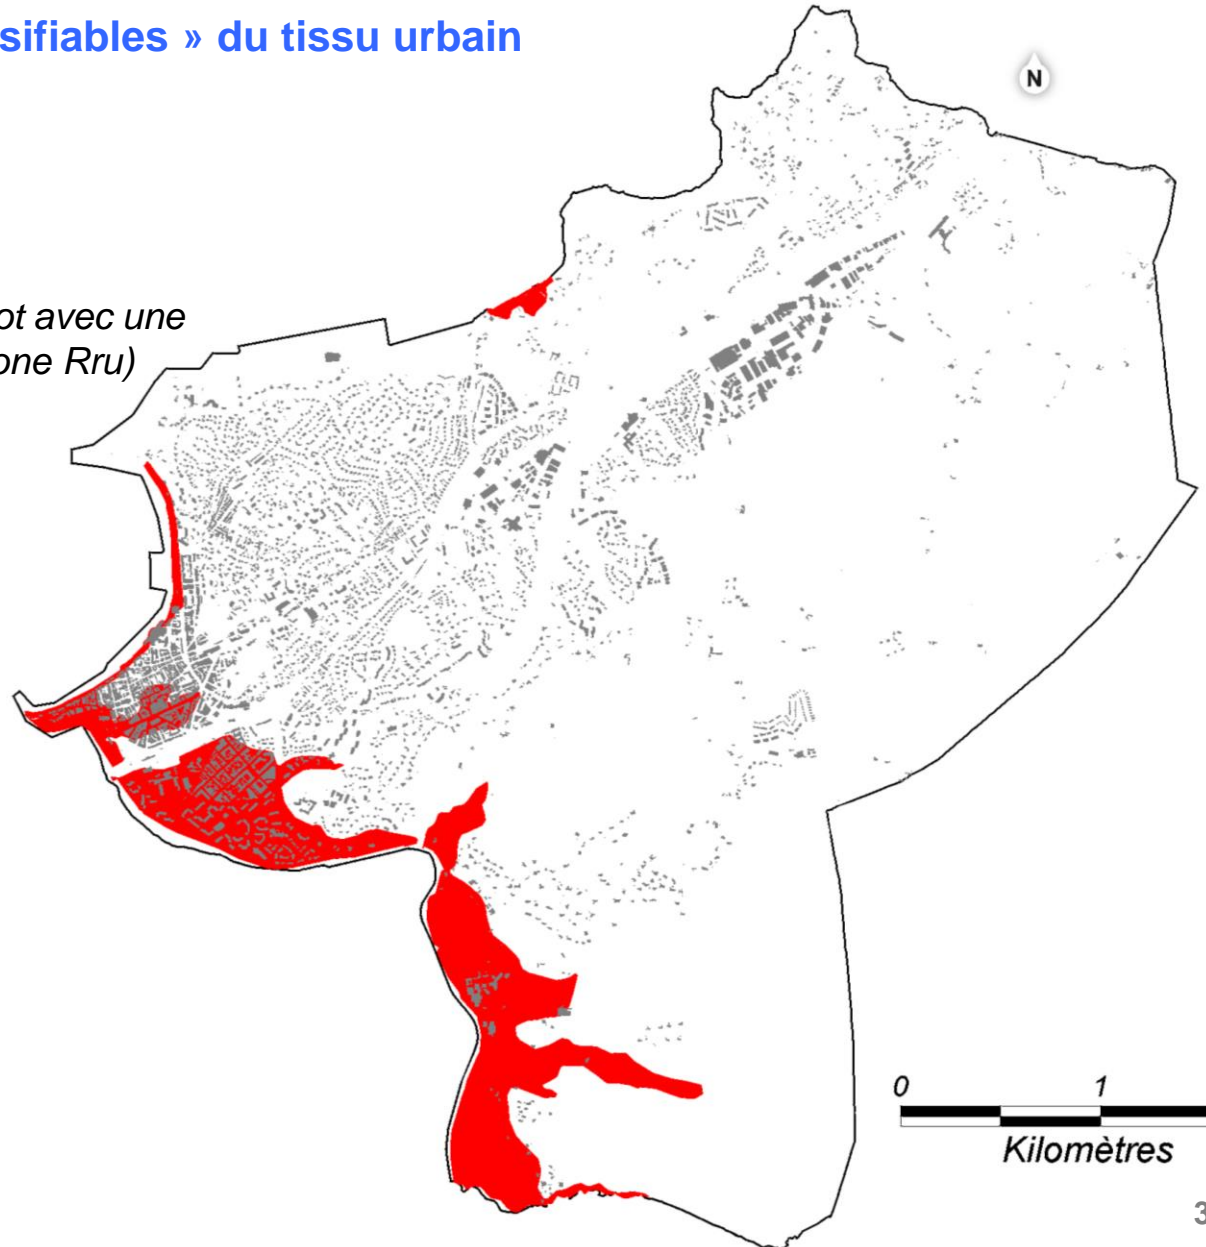 sifiables » du tissu urbain
N
ot avec une
one Rru)
0 1
Kilomètres
3